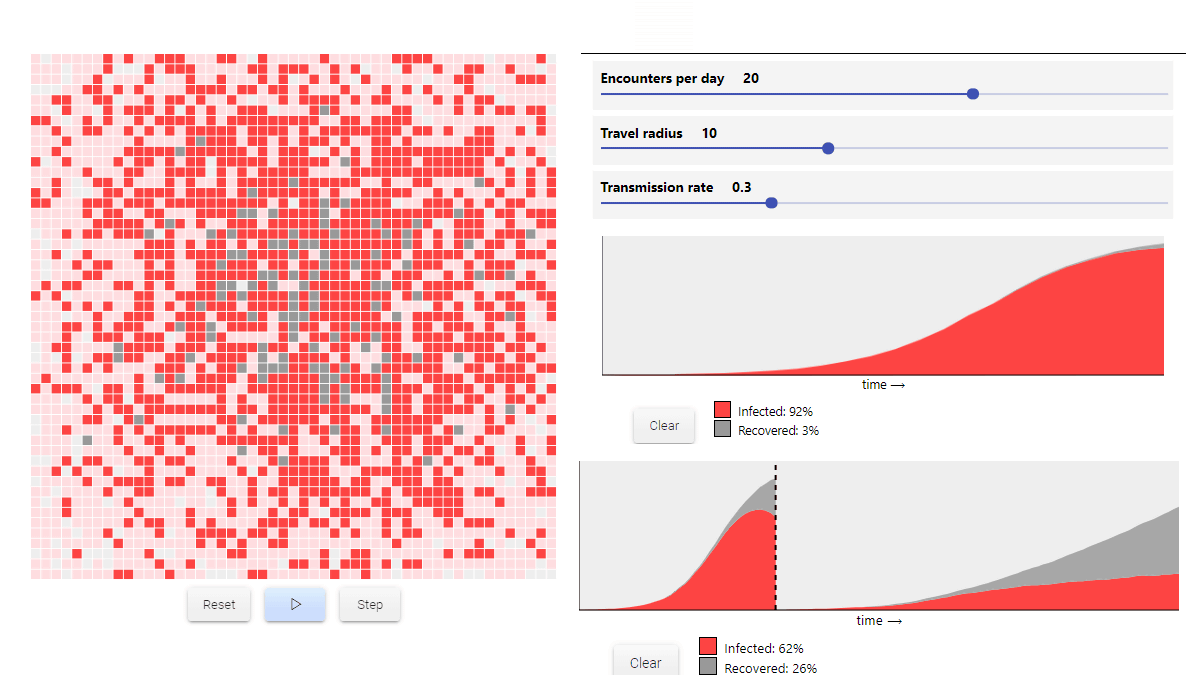 Encounters per day 20
Travel radius 10
Transmission rate 0.3
time →
Clear
Infected: 92%
Recovered: 3%
Reset
Step
time →
Clear
Infected: 62%
Recovered: 26%